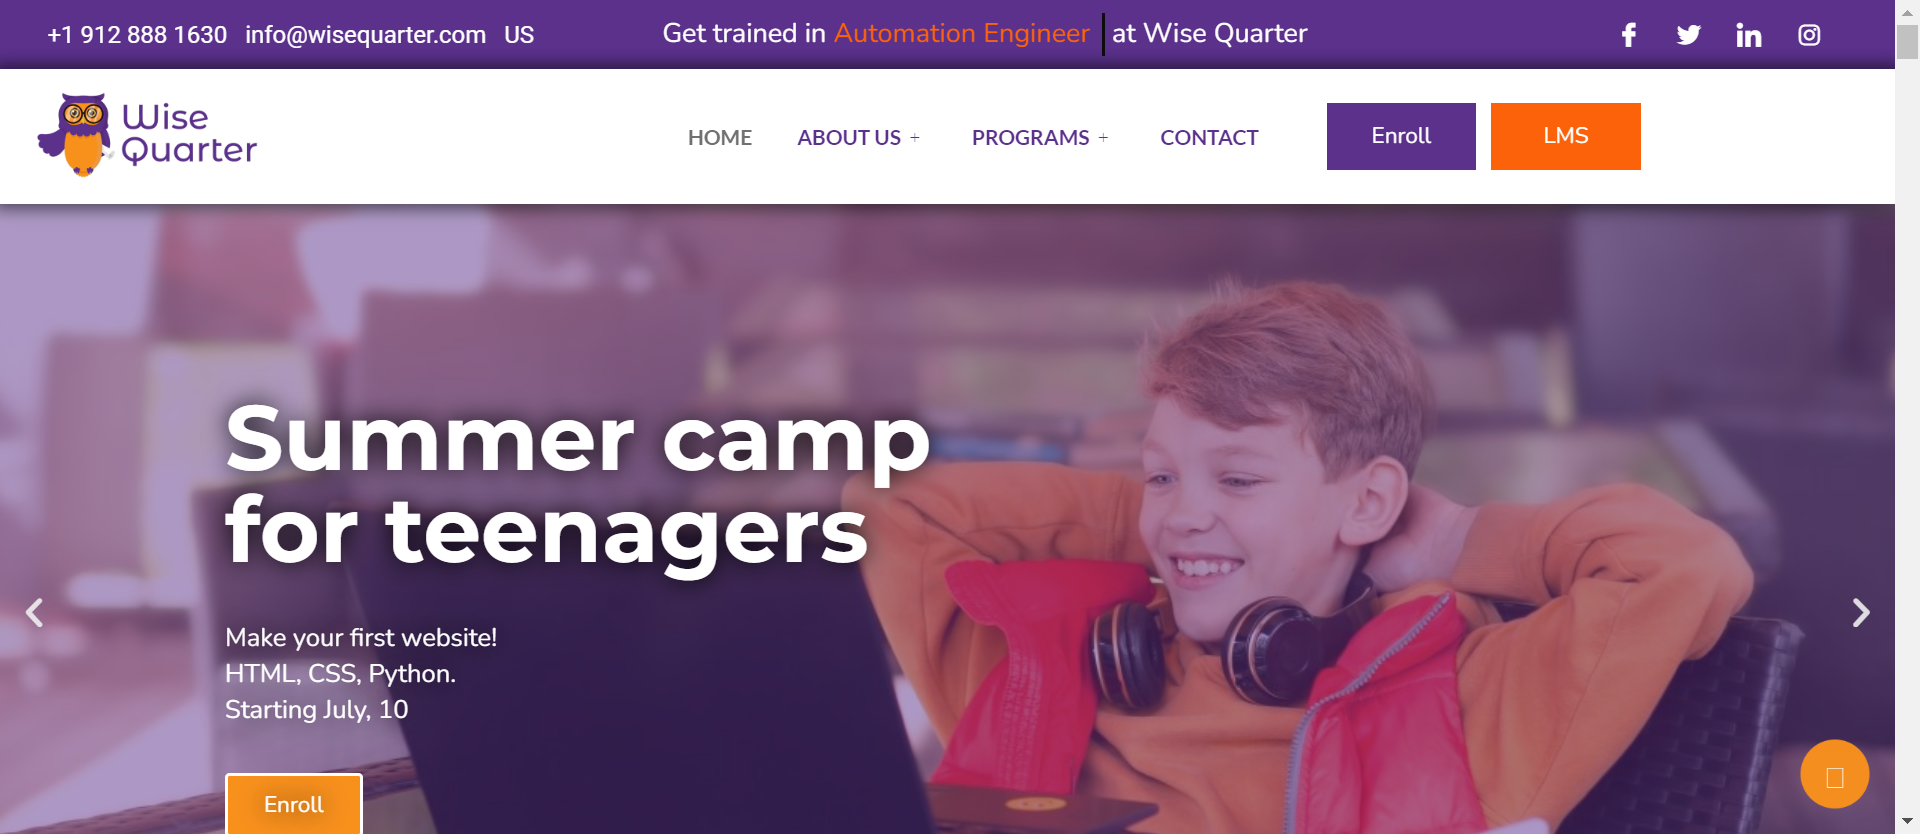 +1 912 888 1630 info@wisequarter.com US
Get trained in Automation Engineer at Wise Quarter
Wise
Quarter
HOME ABOUT US + PROGRAMS + CONTACT Enroll LMS
Summer camp
for teenagers
Make your first website!
HTML, CSS, Python.
Starting July, 10
Enroll